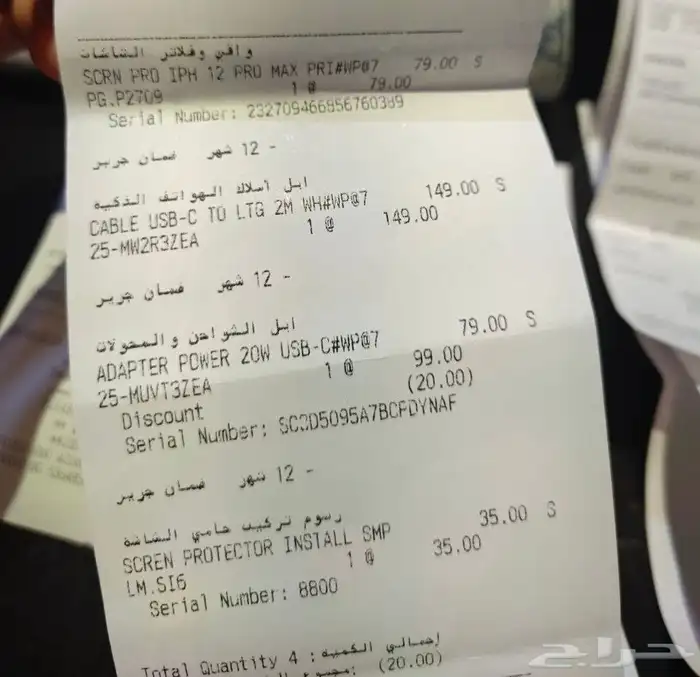 واقي وفلاتر الشاشات
SCRN PRO IPH 12 PRO MAX PRI#WP@7 79.00 S
PG.P2709 1 @ 79.00
Serial Number: 232709466956760389
ضمان جرير 12 شهر -
ابل أسلاك الهواتف الذكيه
CABLE USB-C TO LTG 2M WH#WP@7 149.00 S
25-MW2R3ZEA 1 @ 149.00
ضمان جرير 12 شهر -
ابل الشواحن و المحولات
ADAPTER POWER 20W USB-C#WP@7 79.00 S
25-MUVT3ZEA 1 @ 99.00
Discount (20.00)
Serial Number: SC3D5095A7BCPDYNAF
ضمان جرير 12 شهر -
رسوم تركيب حامي الشاشة
SCREN PROTECTOR INSTALL SMP 35.00 S
LM.SI6 1 @ 35.00
Serial Number: 8800
Total Quantity 4 : إجمالي الكميه
(20.00)
حراج